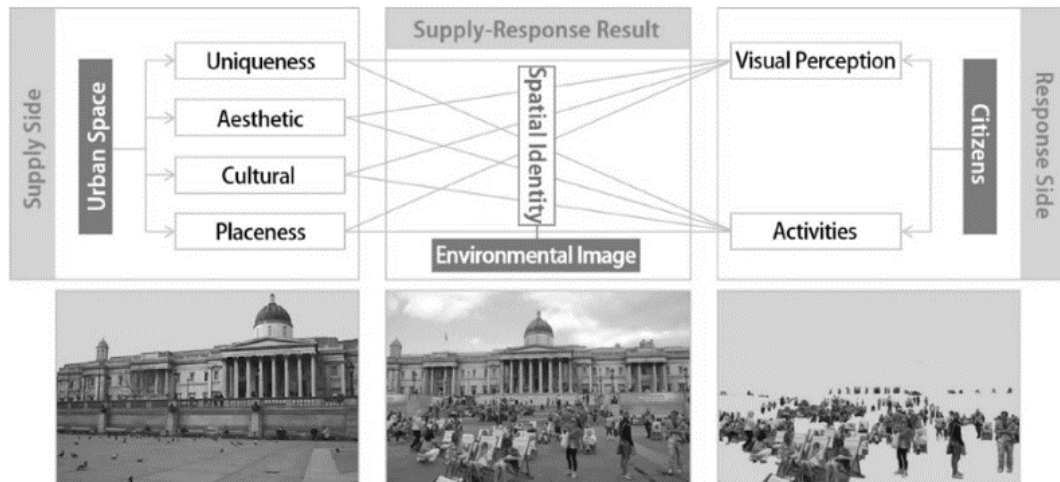 Supply Side
Urban Space
Uniqueness
Aesthetic
Cultural
Placeness
Supply-Response Result
Spatial Identity
Environmental Image
Visual Perception
Activities
Citizens
Response Side